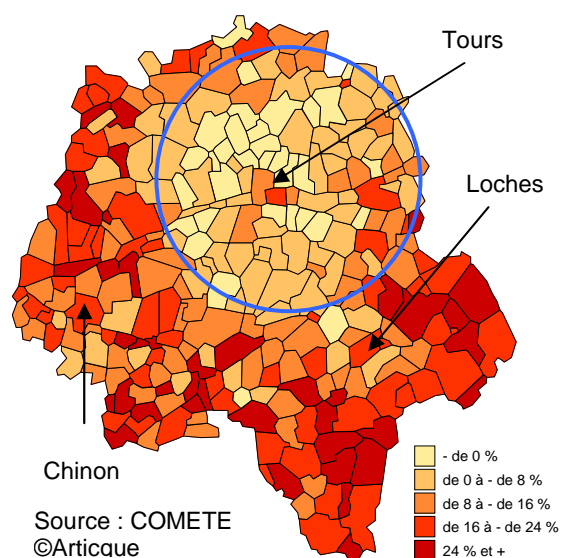 Tours
Loches
Chinon
- de 0 %
de 0 à - de 8 %
de 8 à - de 16 %
de 16 à - de 24 %
24 % et +
Source : COMETE
©Articque